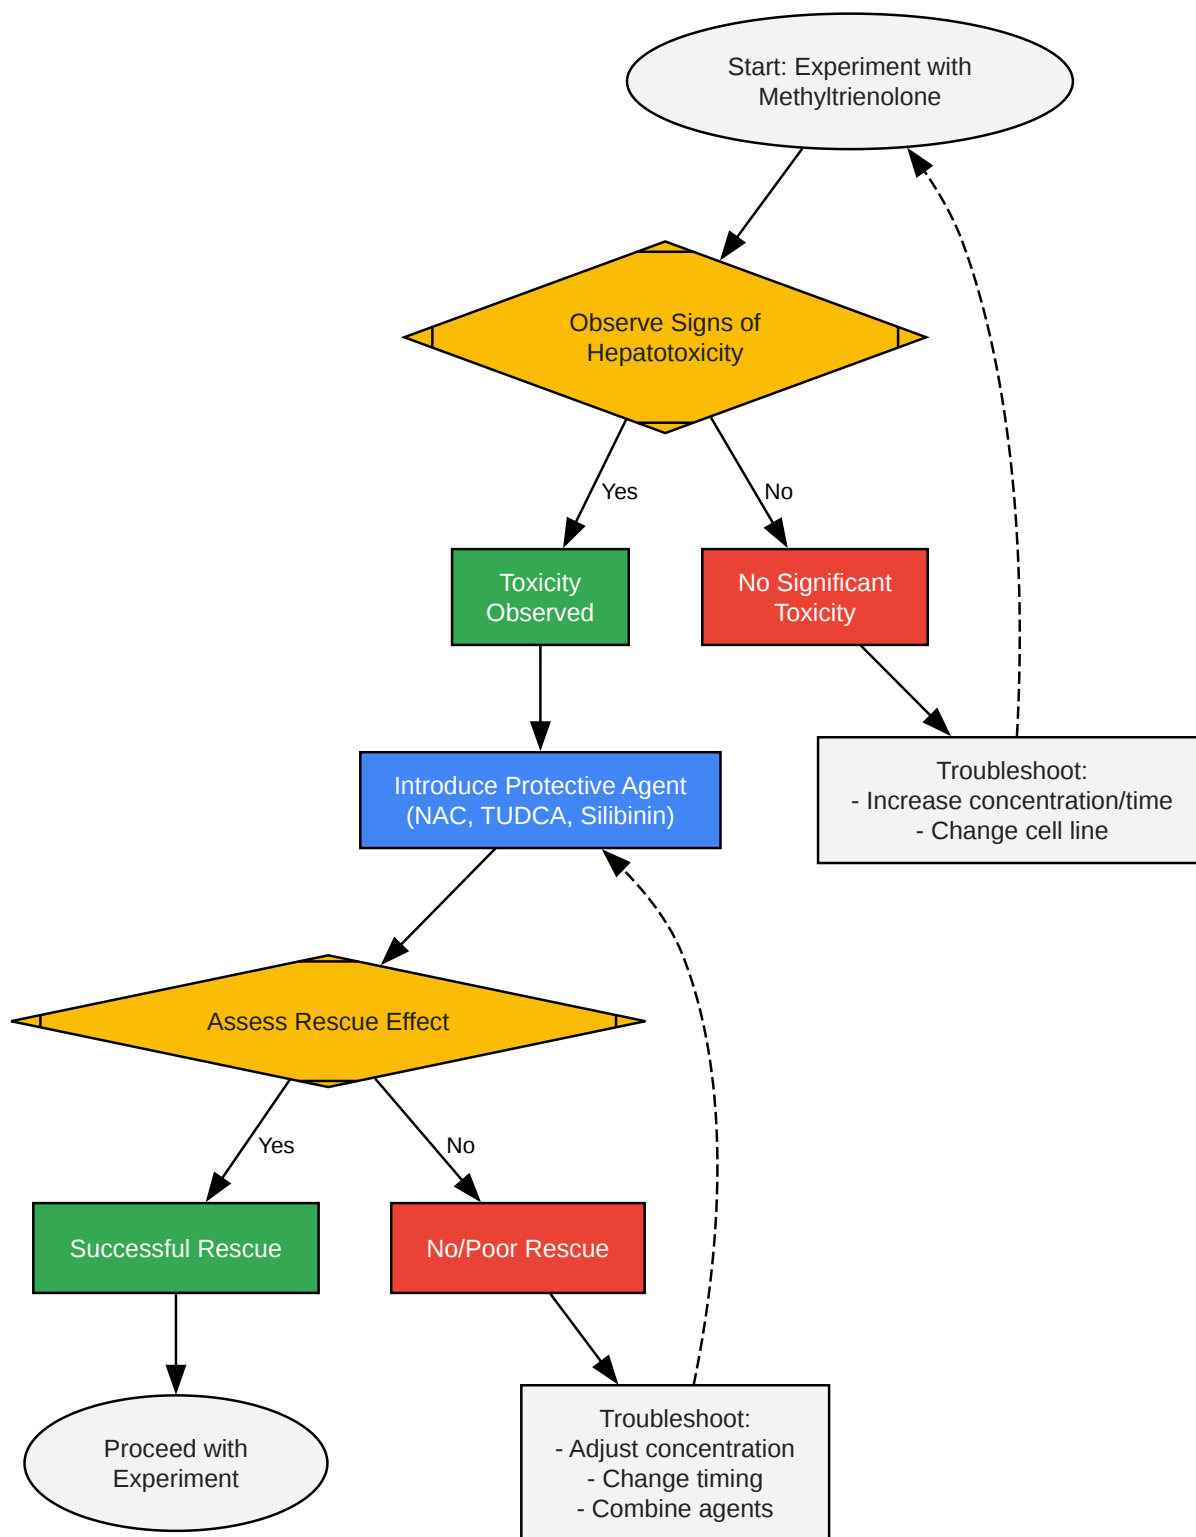 Start: Experiment with
Methyltrienolone
Observe Signs of
Hepatotoxicity
Yes
No
Toxicity
Observed
No Significant
Toxicity
Introduce Protective Agent
(NAC, TUDCA, Silibinin)
Troubleshoot:
- Increase concentration/time
- Change cell line
Assess Rescue Effect
Yes
No
Successful Rescue
No/Poor Rescue
Proceed with
Experiment
Troubleshoot:
- Adjust concentration
- Change timing
- Combine agents